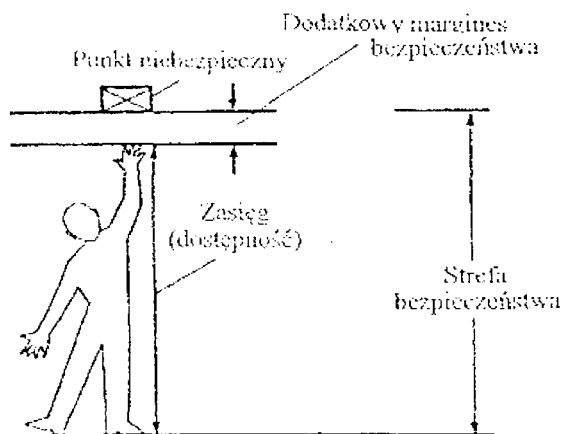 Dodatkowy margines
bezpieczeństwa
Punkt niebezpieczny
Zasięg
(dostępność)
Strefa
bezpieczeństwa